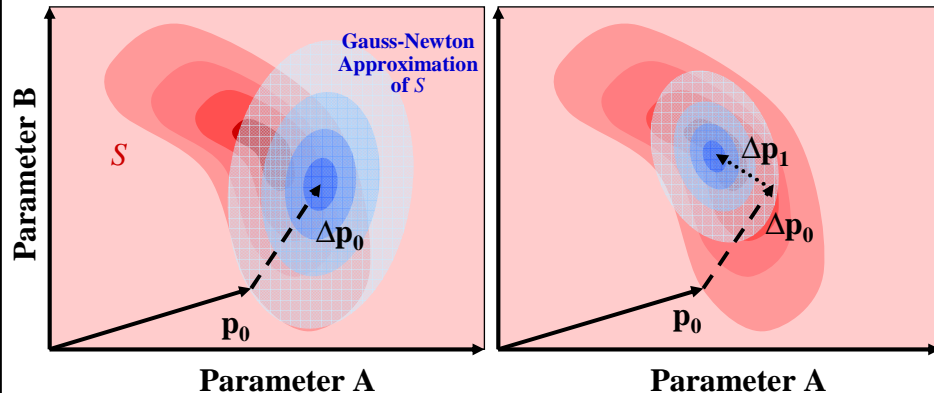 Gauss-Newton
Approximation
of S
S
Δp₀
p₀
Parameter B
Parameter A
Δp₁
Δp₀
p₀
Parameter A